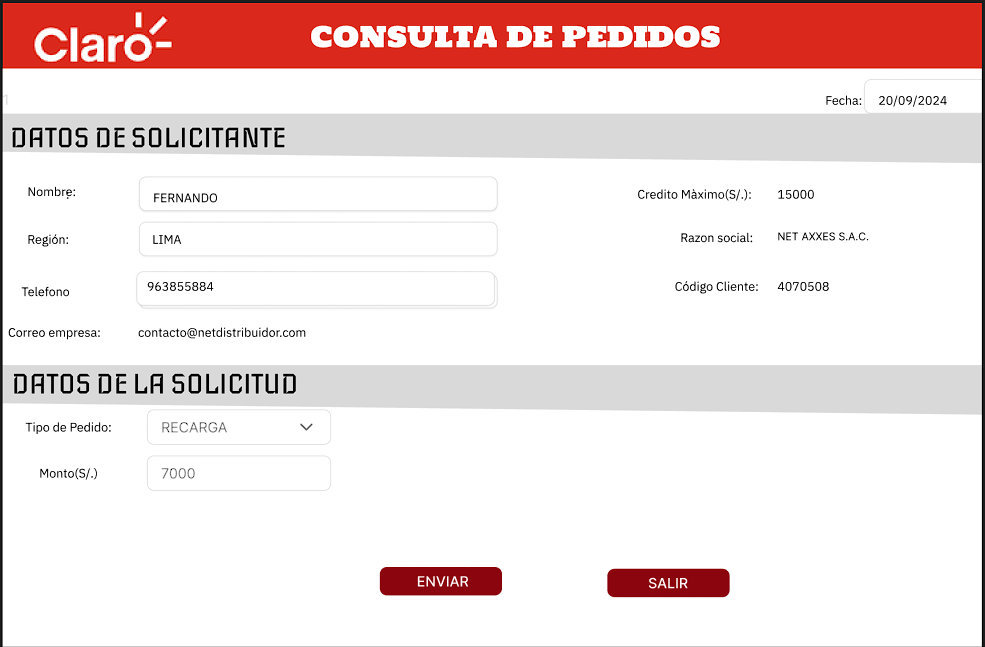 Claro
CONSULTA DE PEDIDOS
1
Fecha: 20/09/2024
DATOS DE SOLICITANTE
Nombre: FERNANDO
Credito Màximo(S/.): 15000
Región: LIMA
Razon social: NET AXXES S.A.C.
Telefono 963855884
Código Cliente: 4070508
Correo empresa: contacto@netdistribuidor.com
DATOS DE LA SOLICITUD
Tipo de Pedido: RECARGA
Monto(S/.) 7000
ENVIAR
SALIR